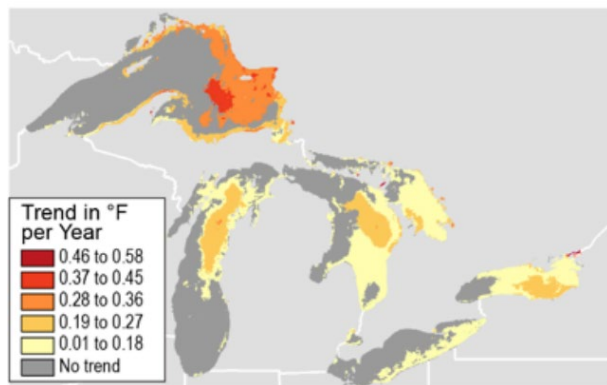 Trend in °F
per Year
0.46 to 0.58
0.37 to 0.45
0.28 to 0.36
0.19 to 0.27
0.01 to 0.18
No trend